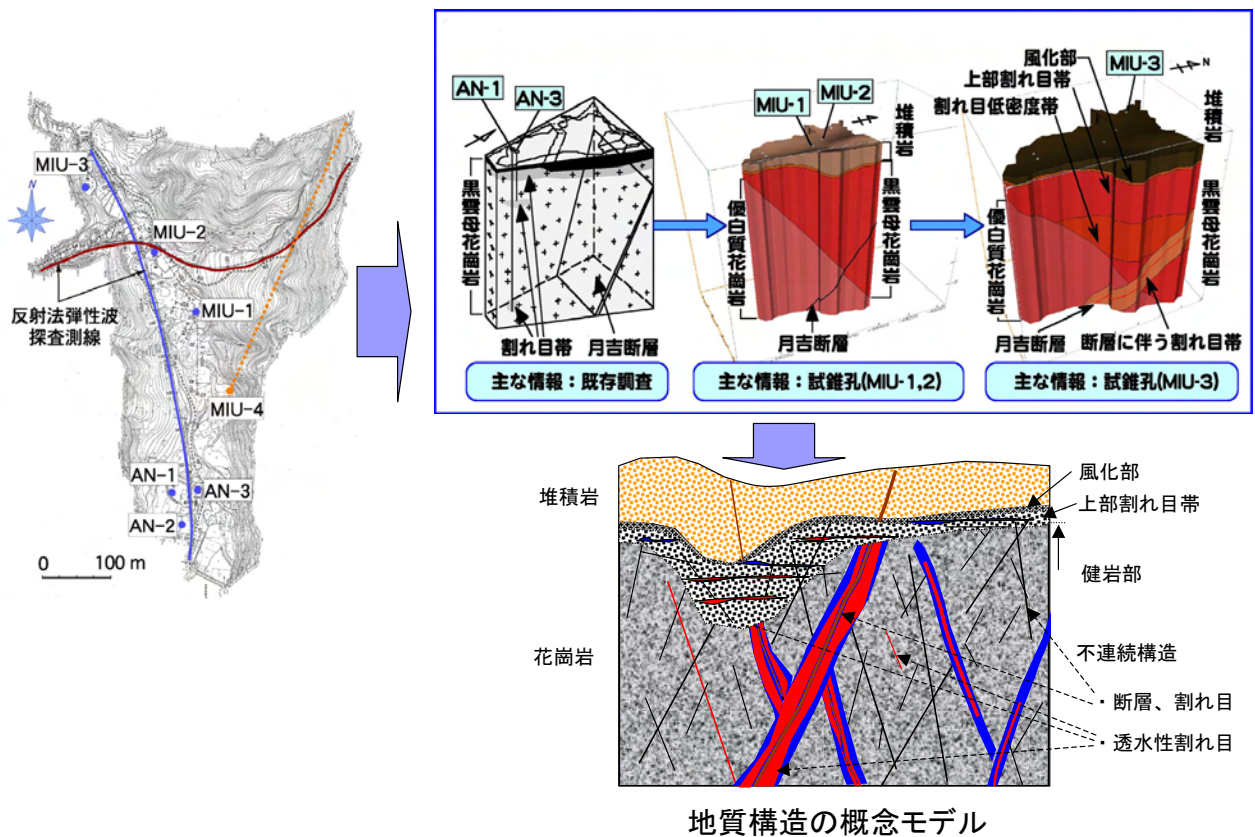 MIU-3
N
MIU-2
MIU-1
反射法弾性波
探査測線
MIU-4
AN-1
AN-3
AN-2
0 100 m
AN-1
AN-3
黒雲母花崗岩
割れ目帯 月吉断層
主な情報：既存調査
MIU-1
MIU-2
堆積岩
優白質花崗岩
黒雲母花崗岩
月吉断層
主な情報：試錐孔(MIU-1,2)
風化部
上部割れ目帯
割れ目低密度帯
MIU-3
N
堆積岩
優白質花崗岩
黒雲母花崗岩
月吉断層 断層に伴う割れ目帯
主な情報：試錐孔(MIU-3)
堆積岩
花崗岩
風化部
上部割れ目帯
健岩部
不連続構造
・断層、割れ目
・透水性割れ目
地質構造の概念モデル